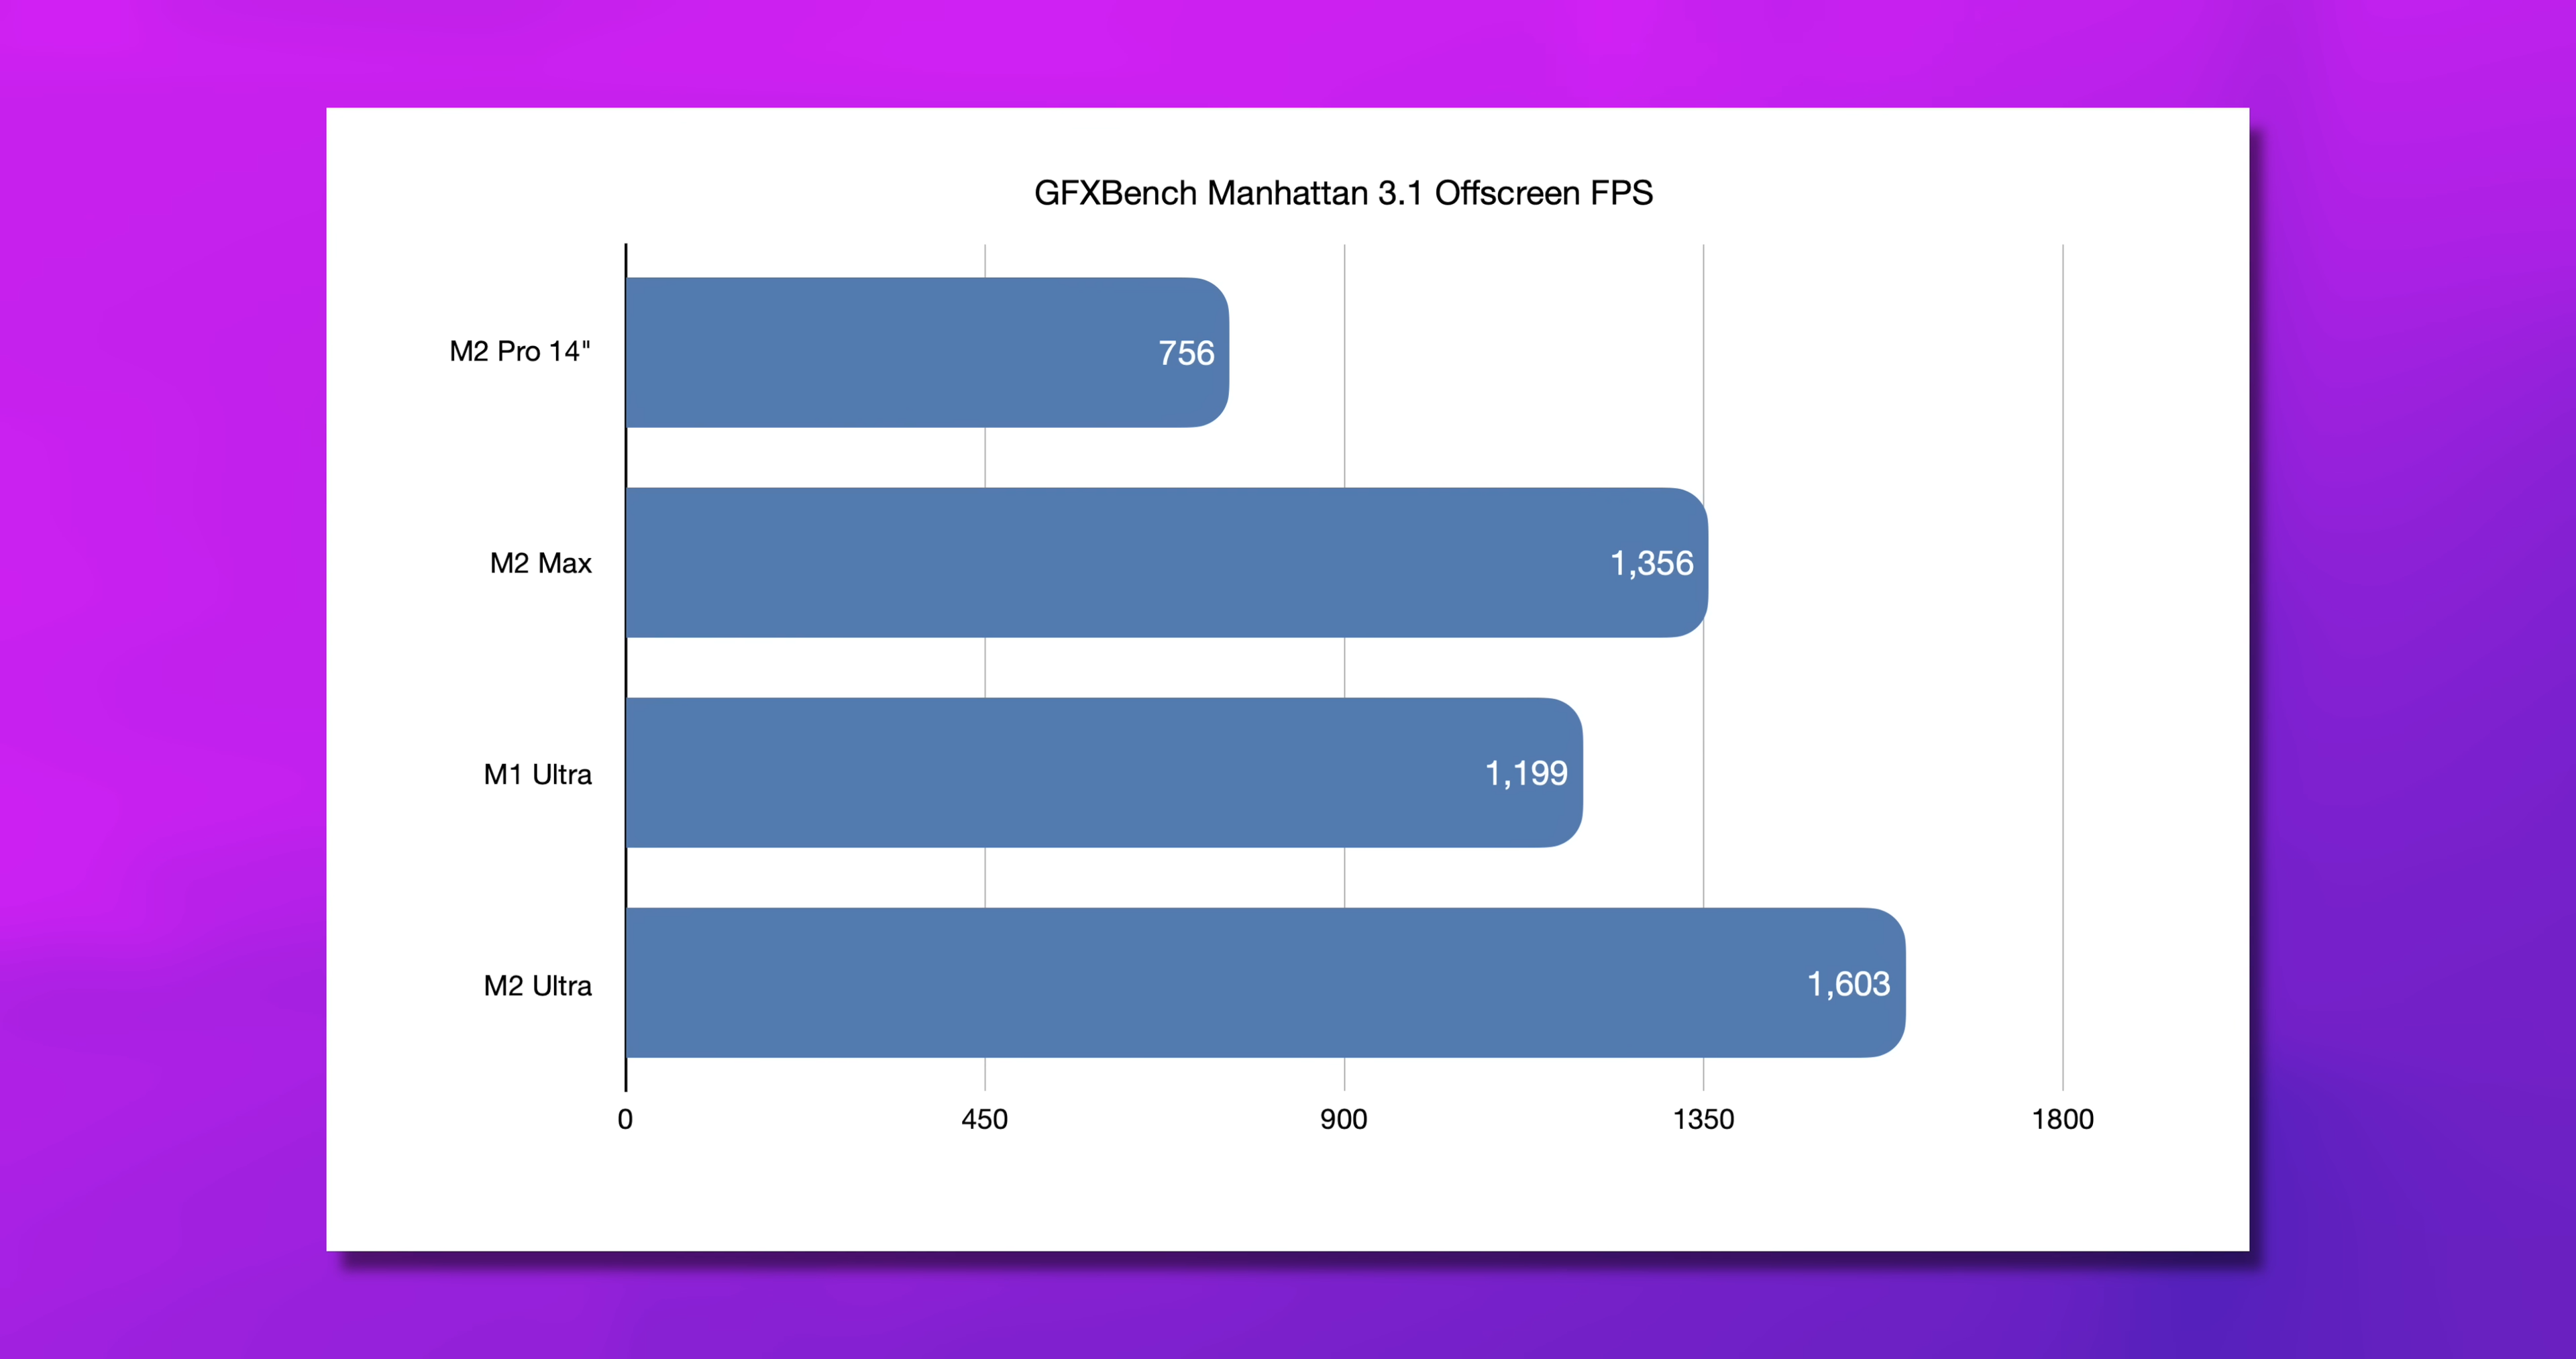 GFXBench Manhattan 3.1 Offscreen FPS
M2 Pro 14"
756
M2 Max
1,356
M1 Ultra
1,199
M2 Ultra
1,603
0 450 900 1350 1800